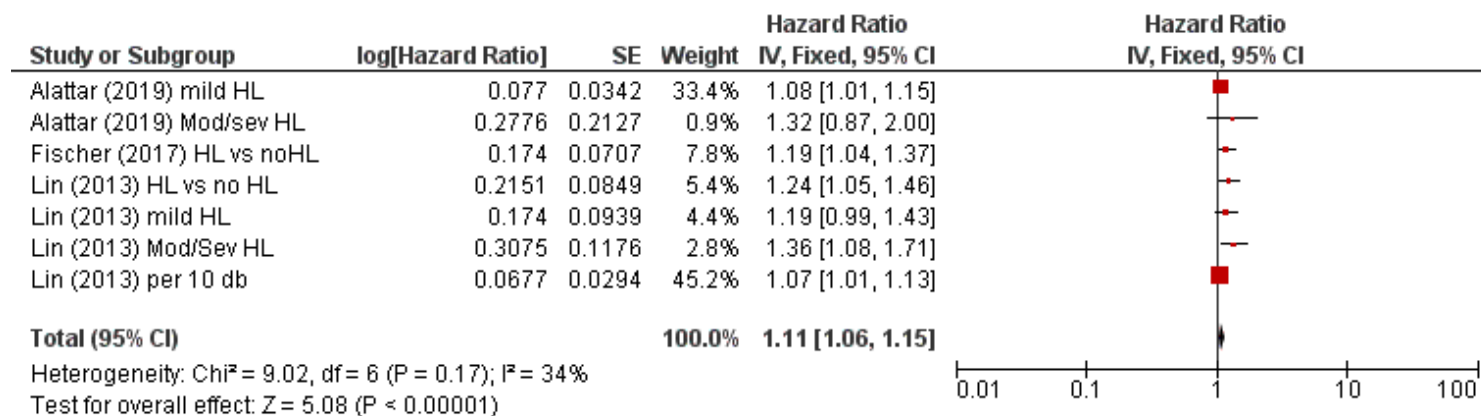 Hazard Ratio Hazard Ratio
Study or Subgroup log[Hazard Ratio] SE Weight IV, Fixed, 95% CI IV, Fixed, 95% CI
Alattar (2019) mild HL 0.077 0.0342 33.4% 1.08 [1.01, 1.15]
Alattar (2019) Mod/sev HL 0.2776 0.2127 0.9% 1.32 [0.87, 2.00]
Fischer (2017) HL vs noHL 0.174 0.0707 7.8% 1.19 [1.04, 1.37]
Lin (2013) HL vs no HL 0.2151 0.0849 5.4% 1.24 [1.05, 1.46]
Lin (2013) mild HL 0.174 0.0939 4.4% 1.19 [0.99, 1.43]
Lin (2013) Mod/Sev HL 0.3075 0.1176 2.8% 1.36 [1.08, 1.71]
Lin (2013) per 10 db 0.0677 0.0294 45.2% 1.07 [1.01, 1.13]
Total (95% CI) 100.0% 1.11 [1.06, 1.15]
Heterogeneity: Chi² = 9.02, df = 6 (P = 0.17); I² = 34%
Test for overall effect: Z = 5.08 (P < 0.00001)
0.01 0.1 1 10 100